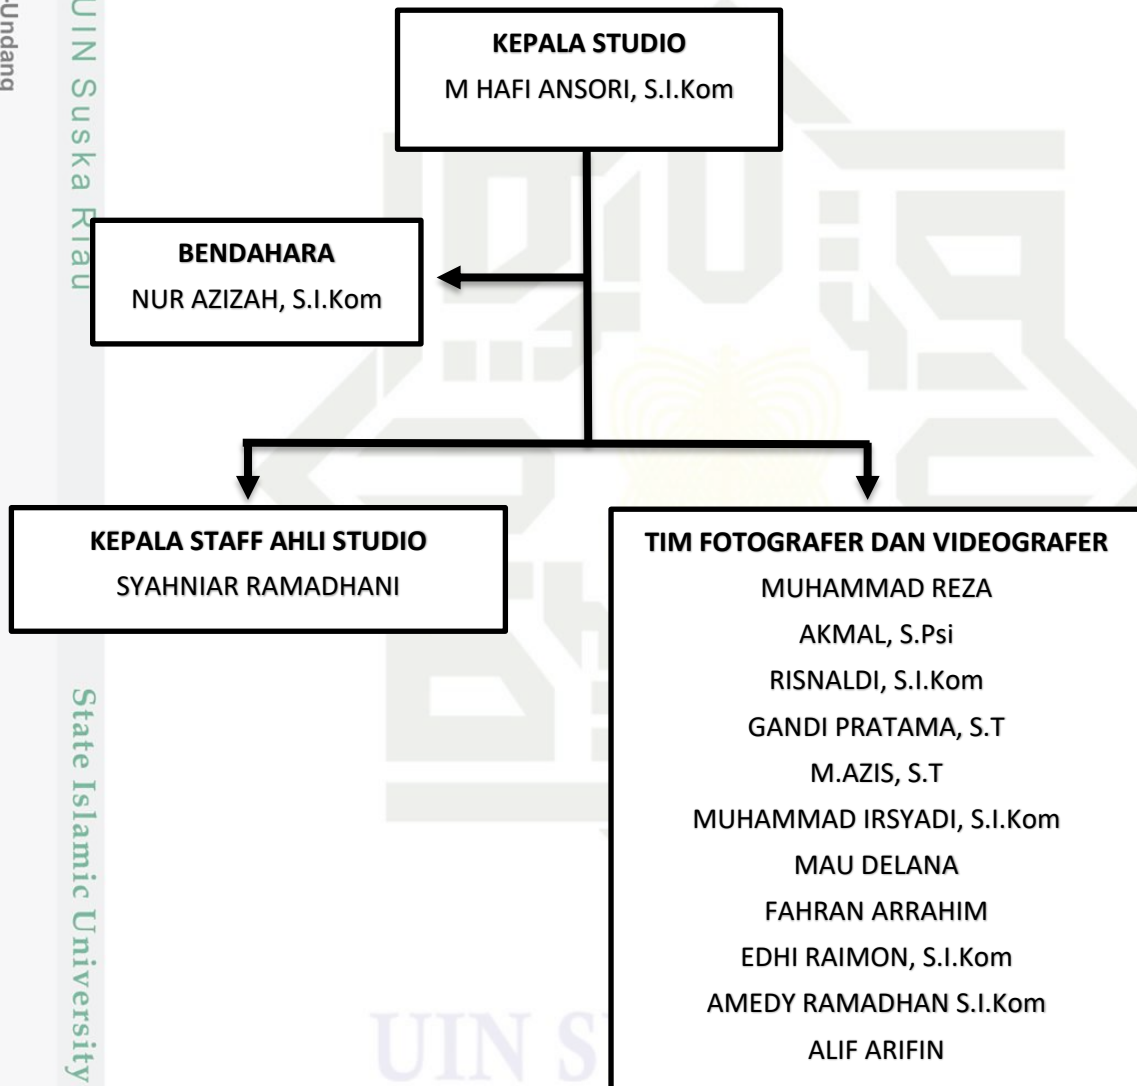 -Undang
UIN Suska Riau
State Islamic University
KEPALA STUDIO
M HAFI ANSORI, S.I.Kom
BENDAHARA
NUR AZIZAH, S.I.Kom
KEPALA STAFF AHLI STUDIO
SYAHNIAR RAMADHANI
TIM FOTOGRAFER DAN VIDEOGRAFER
MUHAMMAD REZA
AKMAL, S.Psi
RISNALDI, S.I.Kom
GANDI PRATAMA, S.T
M.AZIS, S.T
MUHAMMAD IRSYADI, S.I.Kom
MAU DELANA
FAHRAN ARRAHIM
EDHI RAIMON, S.I.Kom
AMEDY RAMADHAN S.I.Kom
ALIF ARIFIN
UIN S